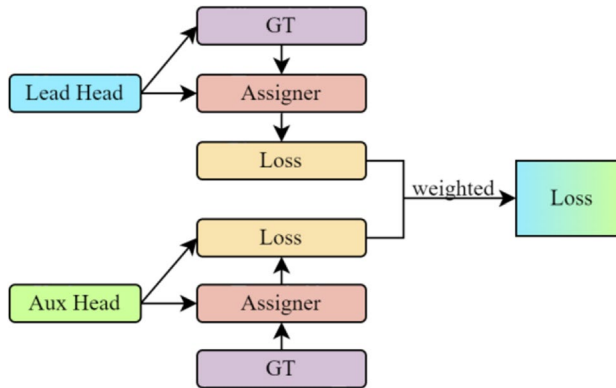 GT
Lead Head
Assigner
Loss
weighted
Loss
Loss
Aux Head
Assigner
GT